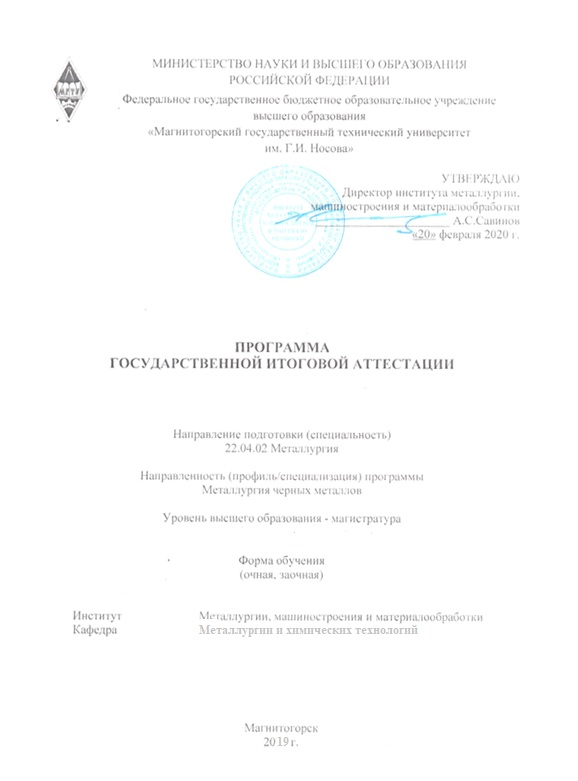 МГТУ
МИНИСТЕРСТВО НАУКИ И ВЫСШЕГО ОБРАЗОВАНИЯ
РОССИЙСКОЙ ФЕДЕРАЦИИ
Федеральное государственное бюджетное образовательное учреждение
высшего образования
«Магнитогорский государственный технический университет
им. Г.И. Носова»
УТВЕРЖДАЮ
Директор института металлургии,
машиностроения и материалообработки
А.С.Савинов
«20» февраля 2020 г.
ПРОГРАММА
ГОСУДАРСТВЕННОЙ ИТОГОВОЙ АТТЕСТАЦИИ
Направление подготовки (специальность)
22.04.02 Металлургия
Направленность (профиль/специализация) программы
Металлургия черных металлов
Уровень высшего образования - магистратура
Форма обучения
(очная, заочная)
Институт Металлургии, машиностроения и материалообработки
Кафедра Металлургии и химических технологий
Магнитогорск
2019 г.